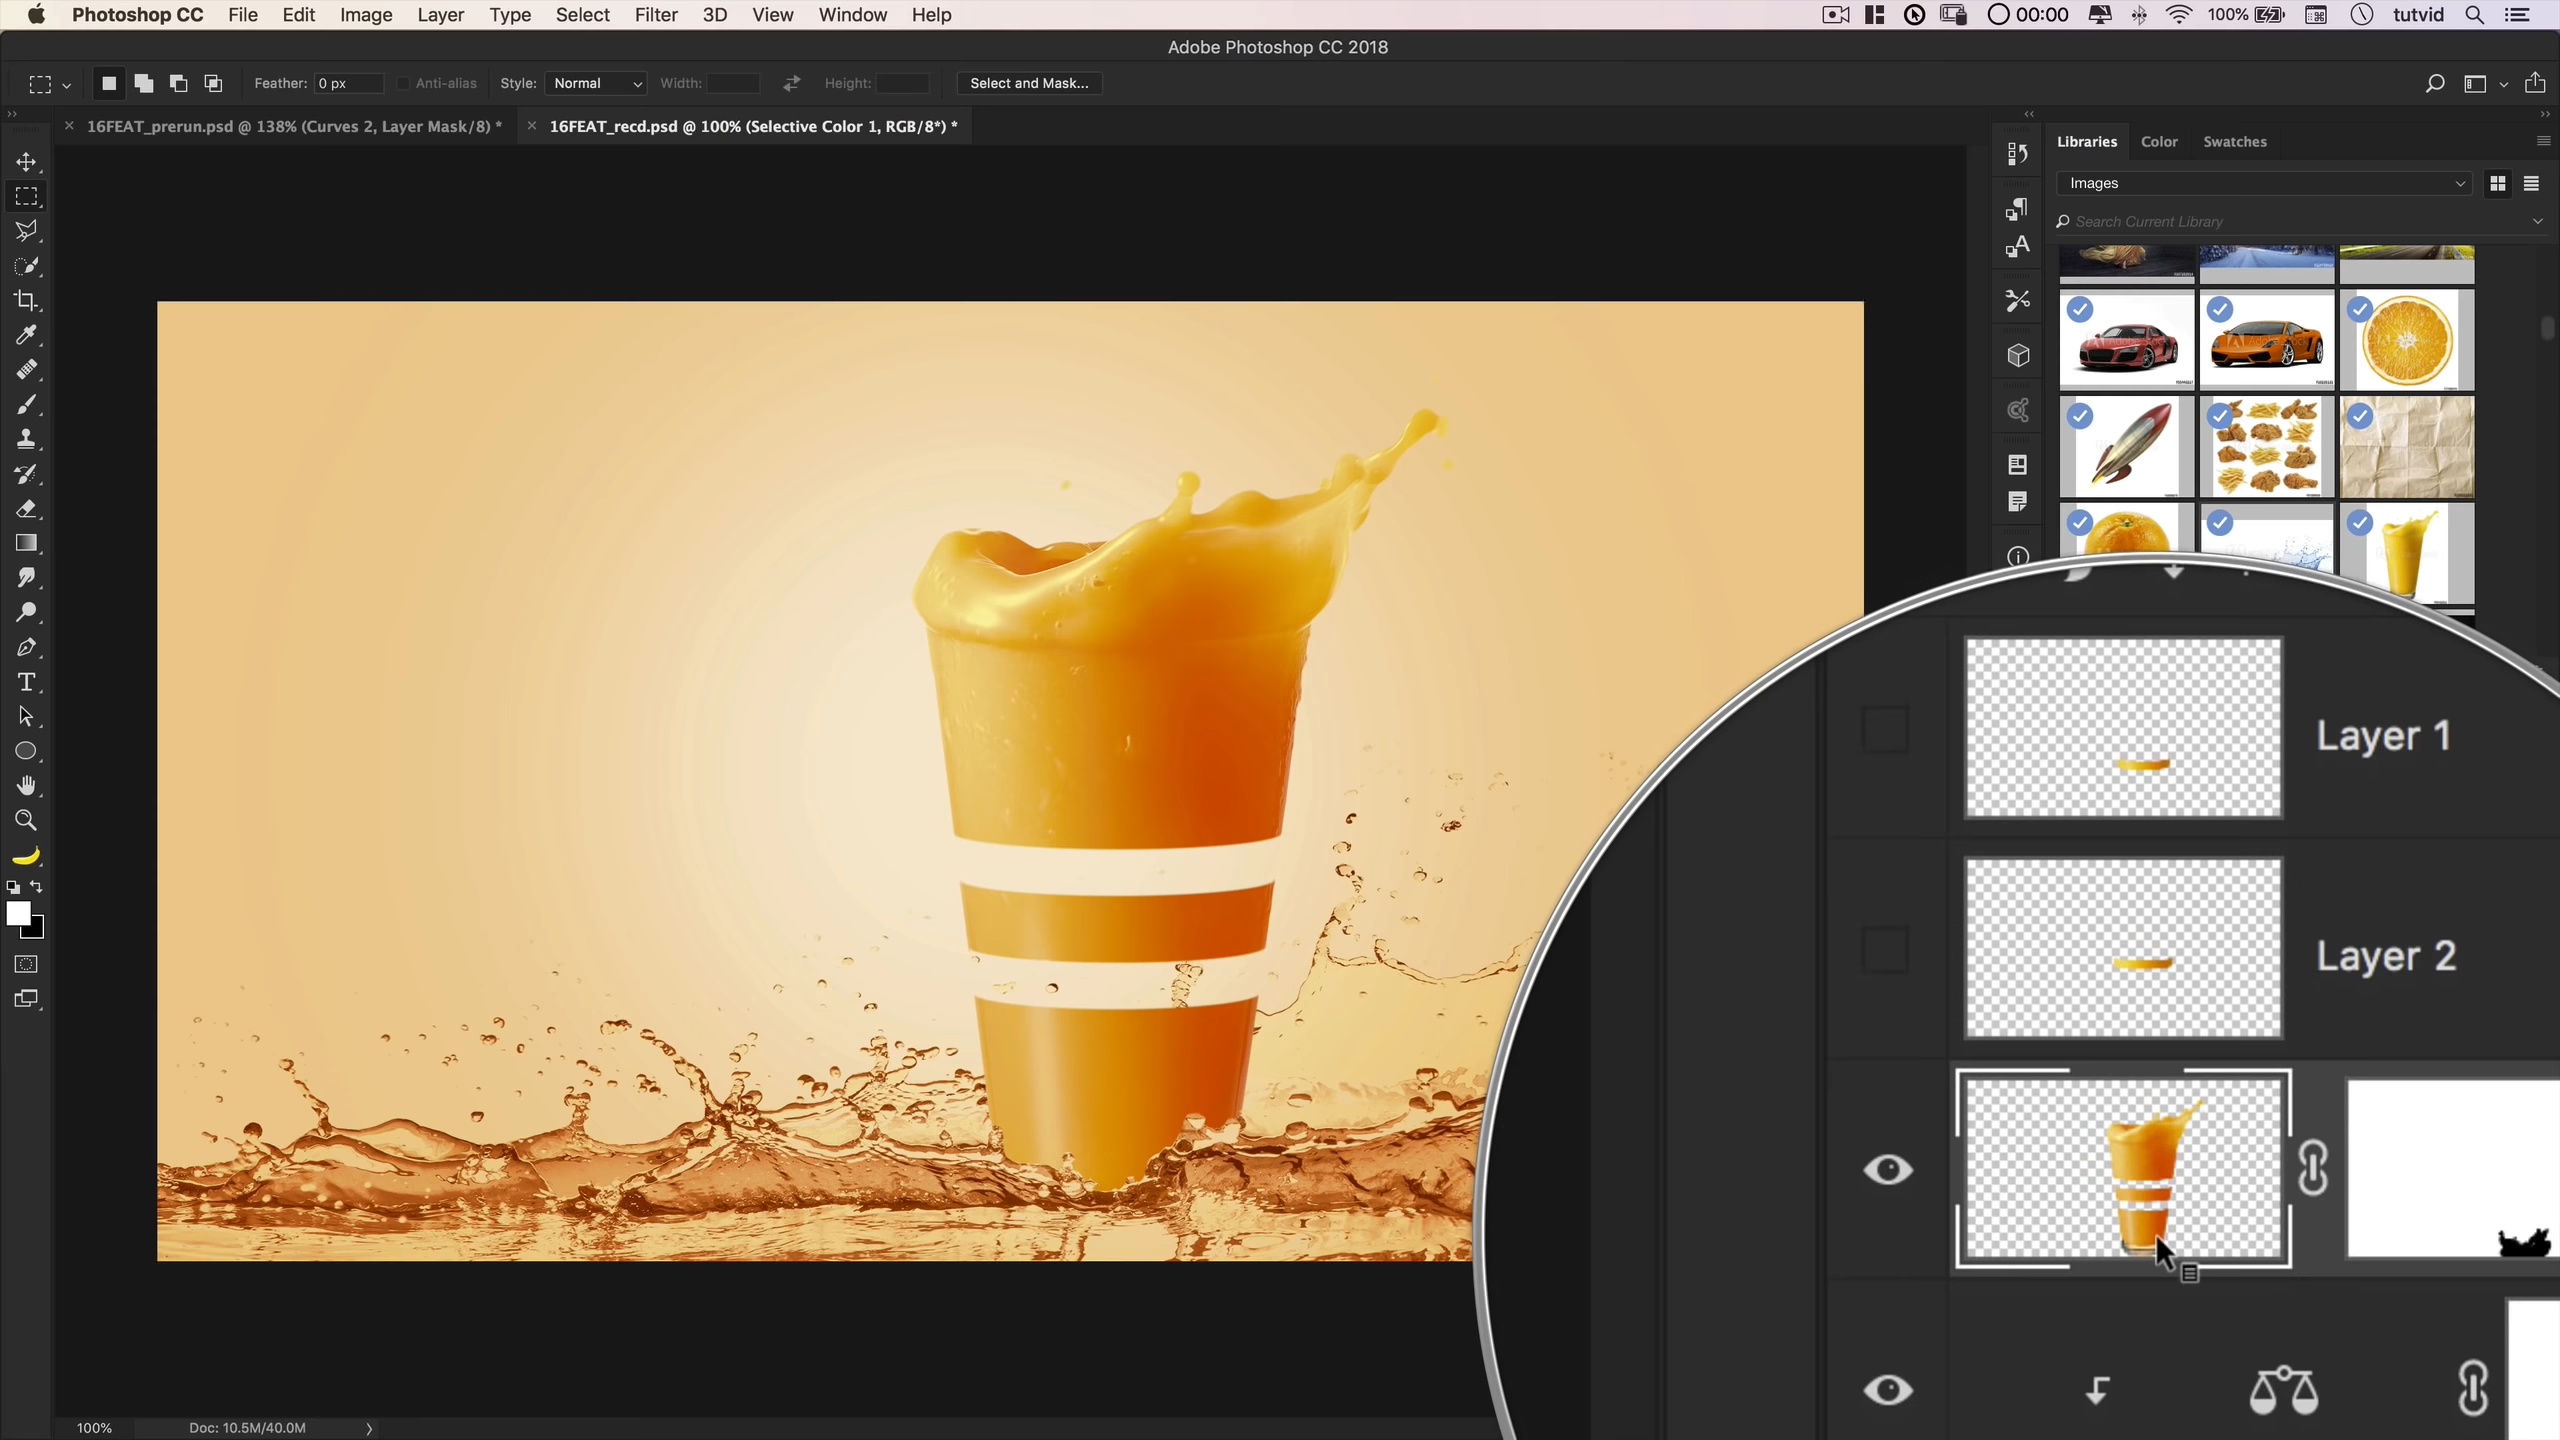 Photoshop CC File Edit Image Layer Type Select Filter 3D View Window Help 00:00 100% tutvid
Adobe Photoshop CC 2018
Feather: 0 px Anti-alias Style: Normal Width: Height: Select and Mask...
16FEAT_prerun.psd @ 138% (Curves 2, Layer Mask/8) * 16FEAT_recd.psd @ 100% (Selective Color 1, RGB/8*) *
Libraries Color Swatches
Images
Search Current Library
Layer 1
Layer 2
100% Doc: 10.5M/40.0M